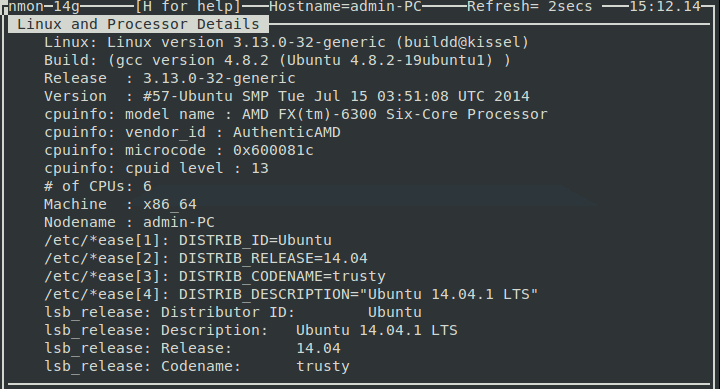 nmon-14g [H for help] Hostname=admin-PC Refresh= 2secs 15:12.14
Linux and Processor Details
Linux: Linux version 3.13.0-32-generic (buildd@kissel)
Build: (gcc version 4.8.2 (Ubuntu 4.8.2-19ubuntu1) )
Release  : 3.13.0-32-generic
Version  : #57-Ubuntu SMP Tue Jul 15 03:51:08 UTC 2014
cpuinfo: model name : AMD FX(tm)-6300 Six-Core Processor
cpuinfo: vendor_id : AuthenticAMD
cpuinfo: microcode : 0x600081c
cpuinfo: cpuid level : 13
# of CPUs: 6
Machine  : x86_64
Nodename : admin-PC
/etc/*ease[1]: DISTRIB_ID=Ubuntu
/etc/*ease[2]: DISTRIB_RELEASE=14.04
/etc/*ease[3]: DISTRIB_CODENAME=trusty
/etc/*ease[4]: DISTRIB_DESCRIPTION="Ubuntu 14.04.1 LTS"
lsb_release: Distributor ID:        Ubuntu
lsb_release: Description:   Ubuntu 14.04.1 LTS
lsb_release: Release:       14.04
lsb_release: Codename:      trusty